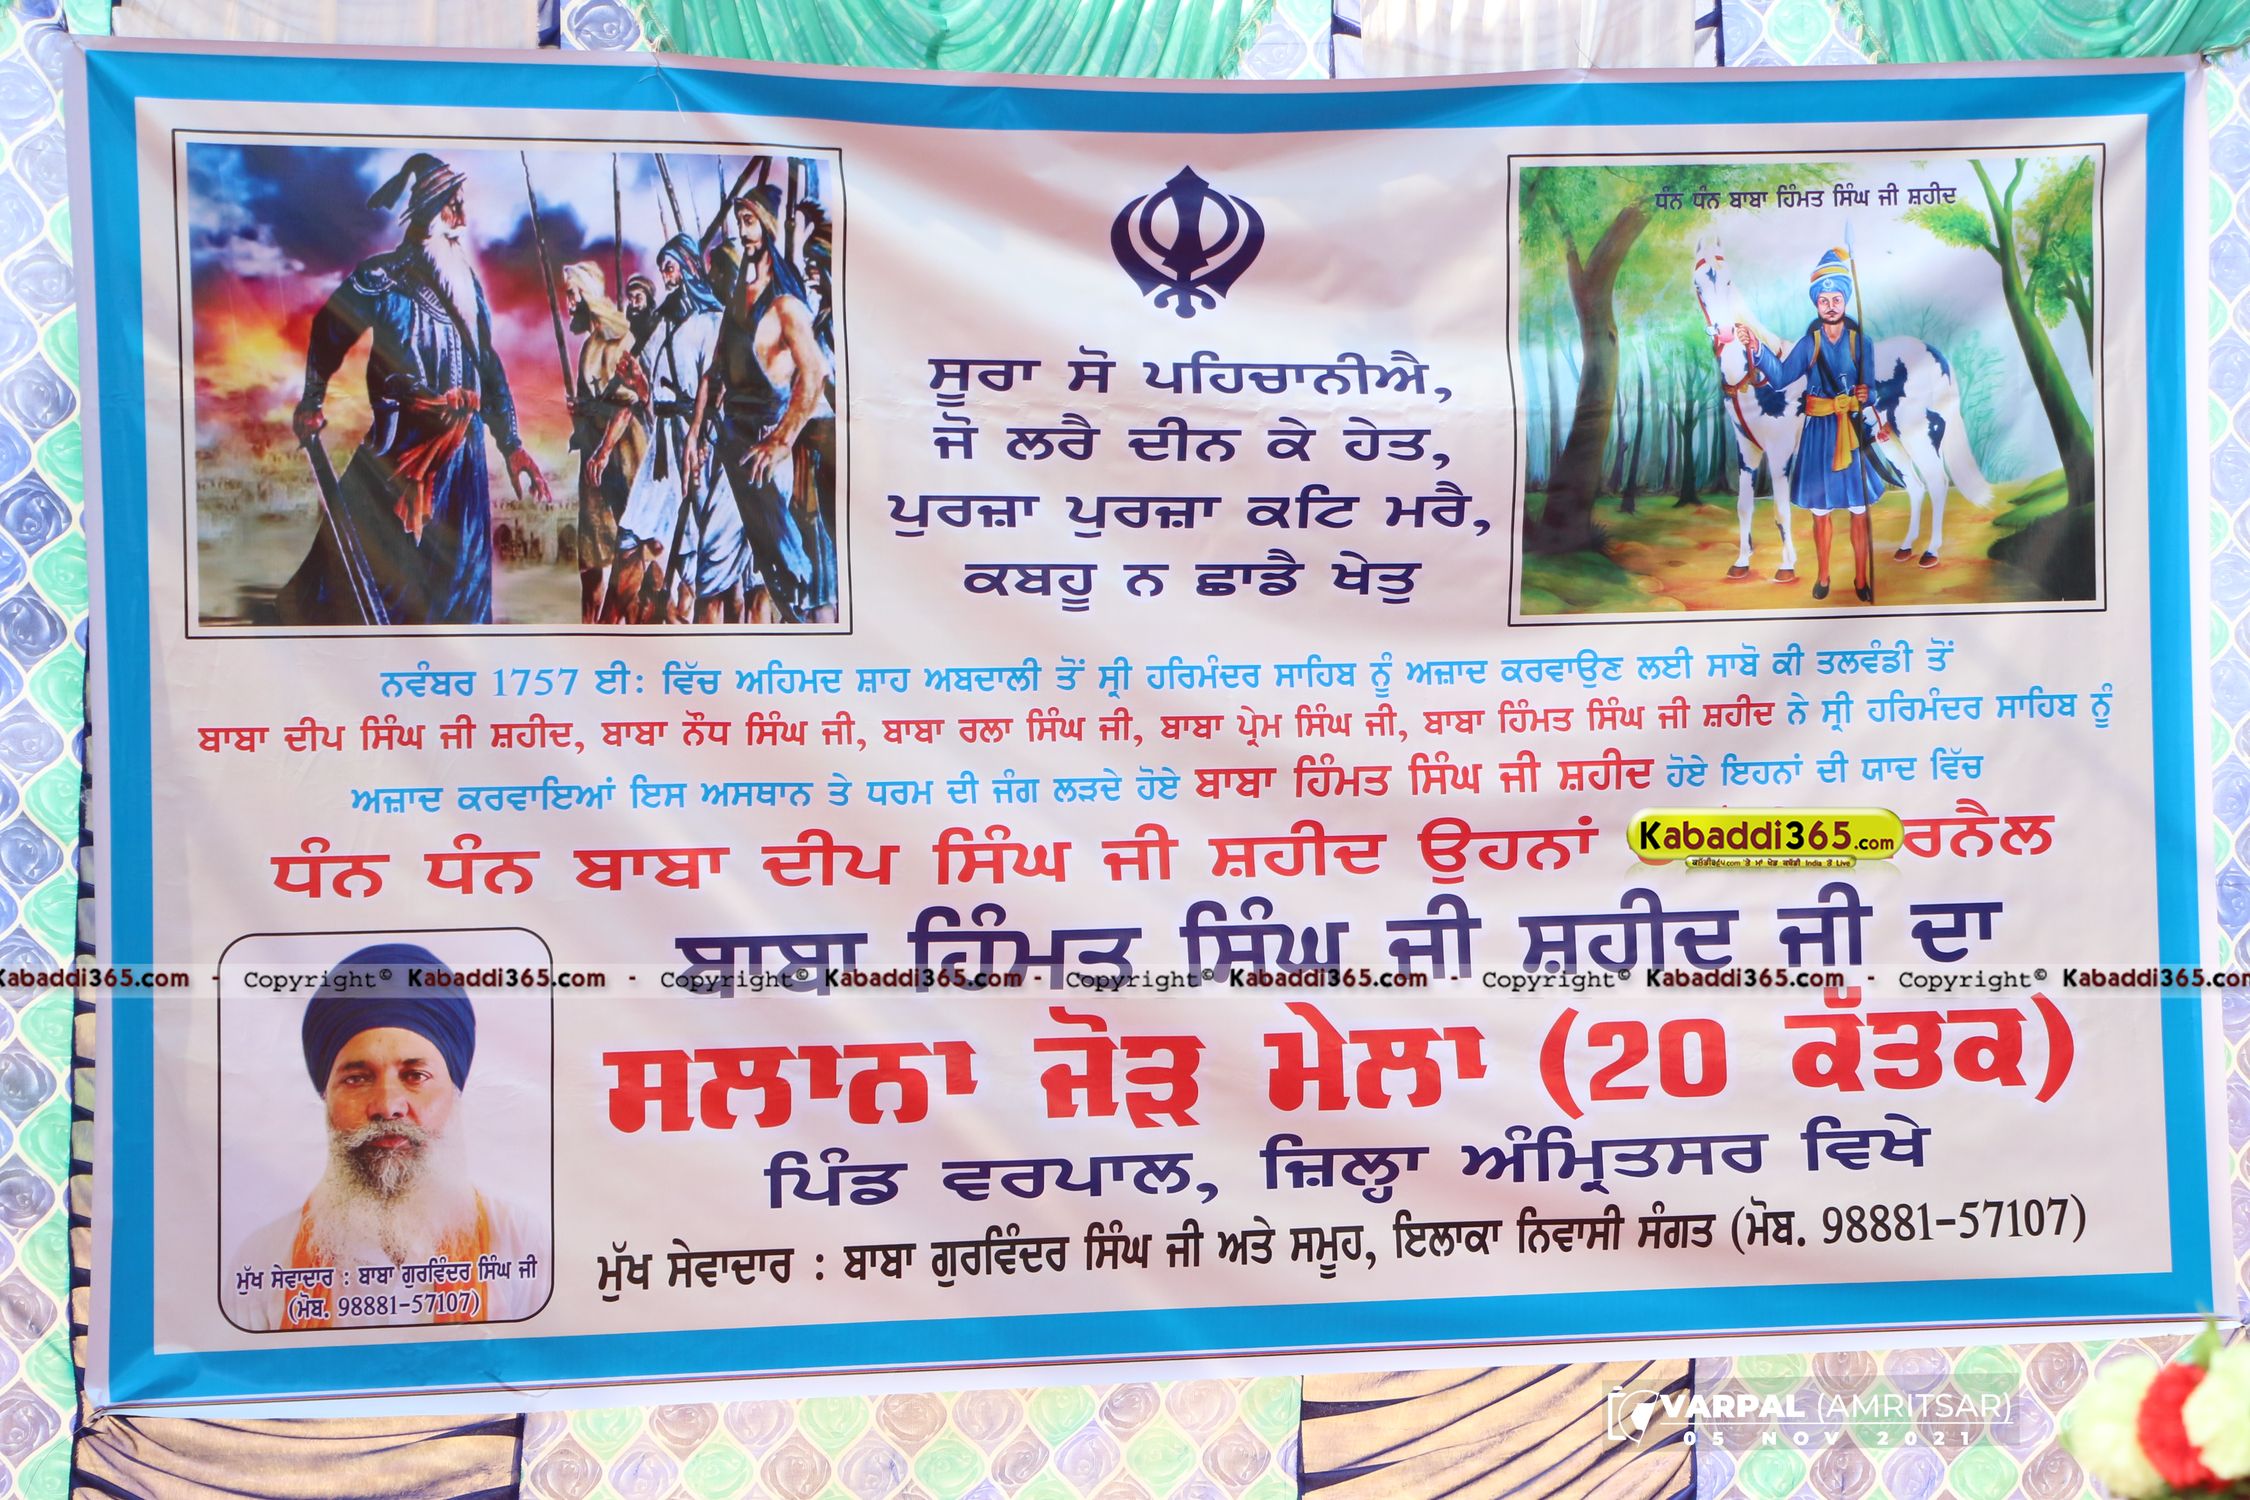 ਧੰਨ ਧੰਨ ਬਾਬਾ ਹਿੰਮਤ ਸਿੰਘ ਜੀ ਸ਼ਹੀਦ
ਸੂਰਾ ਸੋ ਪਹਿਚਾਨੀਐ,
ਜੋ ਲਰੈ ਦੀਨ ਕੇ ਹੇਤ,
ਪੁਰਜ਼ਾ ਪੁਰਜ਼ਾ ਕਟਿ ਮਰੈ,
ਕਬਹੂ ਨ ਛਾਡੈ ਖੇਤੁ
ਨਵੰਬਰ 1757 ਈ: ਵਿੱਚ ਅਹਿਮਦ ਸ਼ਾਹ ਅਬਦਾਲੀ ਤੋਂ ਸ੍ਰੀ ਹਰਿਮੰਦਰ ਸਾਹਿਬ ਨੂੰ ਅਜ਼ਾਦ ਕਰਵਾਉਣ ਲਈ ਸਾਬੋ ਕੀ ਤਲਵੰਡੀ ਤੋਂ
ਬਾਬਾ ਦੀਪ ਸਿੰਘ ਜੀ ਸ਼ਹੀਦ, ਬਾਬਾ ਨੌਧ ਸਿੰਘ ਜੀ, ਬਾਬਾ ਰਲਾ ਸਿੰਘ ਜੀ, ਬਾਬਾ ਪ੍ਰੇਮ ਸਿੰਘ ਜੀ, ਬਾਬਾ ਹਿੰਮਤ ਸਿੰਘ ਜੀ ਸ਼ਹੀਦ ਨੇ ਸ੍ਰੀ ਹਰਿਮੰਦਰ ਸਾਹਿਬ ਨੂੰ
ਅਜ਼ਾਦ ਕਰਵਾਇਆਂ ਇਸ ਅਸਥਾਨ ਤੇ ਧਰਮ ਦੀ ਜੰਗ ਲੜਦੇ ਹੋਏ ਬਾਬਾ ਹਿੰਮਤ ਸਿੰਘ ਜੀ ਸ਼ਹੀਦ ਹੋਏ ਇਹਨਾਂ ਦੀ ਯਾਦ ਵਿੱਚ
ਧੰਨ ਧੰਨ ਬਾਬਾ ਦੀਪ ਸਿੰਘ ਜੀ ਸ਼ਹੀਦ ਉਹਨਾਂ ਰਨੈਲ
Kabaddi365.com
ਬਾਬਾ ਹਿੰਮਤ ਸਿੰਘ ਜੀ ਸ਼ਹੀਦ ਜੀ ਦਾ
Kabaddi365.com - Copyright© Kabaddi365.com - Copyright© Kabaddi365.com - Copyright© Kabaddi365.com - Copyright© Kabaddi365.com - Copyright© Kabaddi365.com
ਸਲਾਨਾ ਜੋੜ ਮੇਲਾ (20 ਕੱਤਕ)
ਪਿੰਡ ਵਰਪਾਲ, ਜ਼ਿਲ੍ਹਾ ਅੰਮ੍ਰਿਤਸਰ ਵਿਖੇ
ਮੁੱਖ ਸੇਵਾਦਾਰ : ਬਾਬਾ ਗੁਰਵਿੰਦਰ ਸਿੰਘ ਜੀ ਅਤੇ ਸਮੂਹ, ਇਲਾਕਾ ਨਿਵਾਸੀ ਸੰਗਤ (ਮੋਬ. 98881-57107)
ਮੁੱਖ ਸੇਵਾਦਾਰ : ਬਾਬਾ ਗੁਰਵਿੰਦਰ ਸਿੰਘ ਜੀ
(ਮੋਬ. 98881-57107)
VARPAL (AMRITSAR)
05 NOV 2021